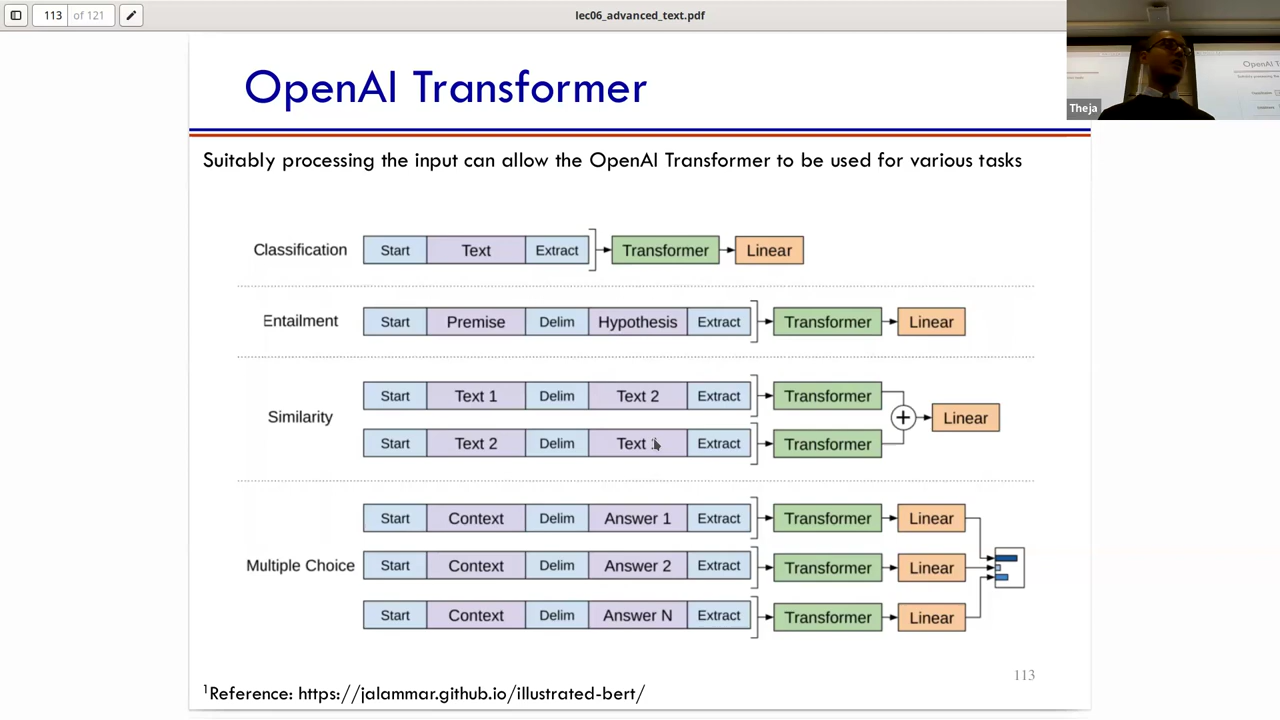 113 of 121
lec06_advanced_text.pdf
Theja
OpenAI Transformer
Suitably processing the input can allow the OpenAI Transformer to be used for various tasks
Classification Start Text Extract Transformer Linear
Entailment Start Premise Delim Hypothesis Extract Transformer Linear
Start Text 1 Delim Text 2 Extract Transformer
Similarity + Linear
Start Text 2 Delim Text Extract Transformer
Start Context Delim Answer 1 Extract Transformer Linear
Multiple Choice Start Context Delim Answer 2 Extract Transformer Linear
Start Context Delim Answer N Extract Transformer Linear
113
1Reference: https://jalammar.github.io/illustrated-bert/